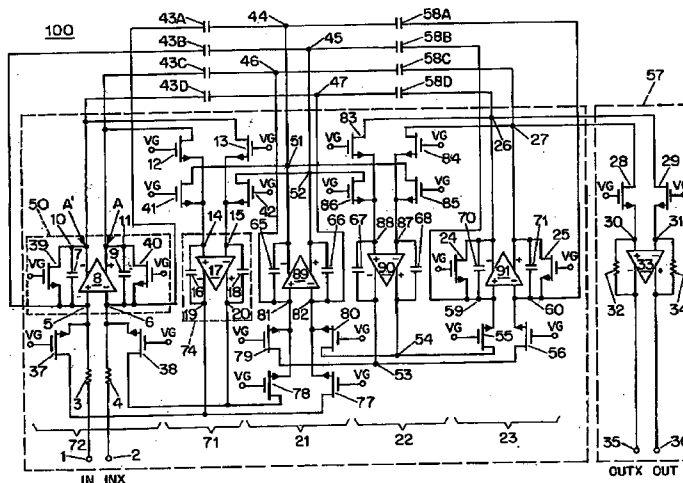 43A 44 58A
100
43B 45 58B 57
43C 46 58C
43D 47 58D
83
VG 13 VG 51 VG VG 26 27 28 29
12 84 VG VG
VG VG 52 VG VG
50 A' A 41 42 86 85
10 11 14 15 88 87 30 31
39 7 9 40 65 66 67 68 24 70 71 25
VG 8 VG 17 89 90 VG 91 VG 33
16 18
5 6 19 20 81 82 59 60 32 34
VG VG 74 79 80 54 55 56
37 38 VG VG 53 VG VG
3 4 VG 78 VG
77
72 71 21 22 23
1 2 35 36
IN INX OUTX OUT